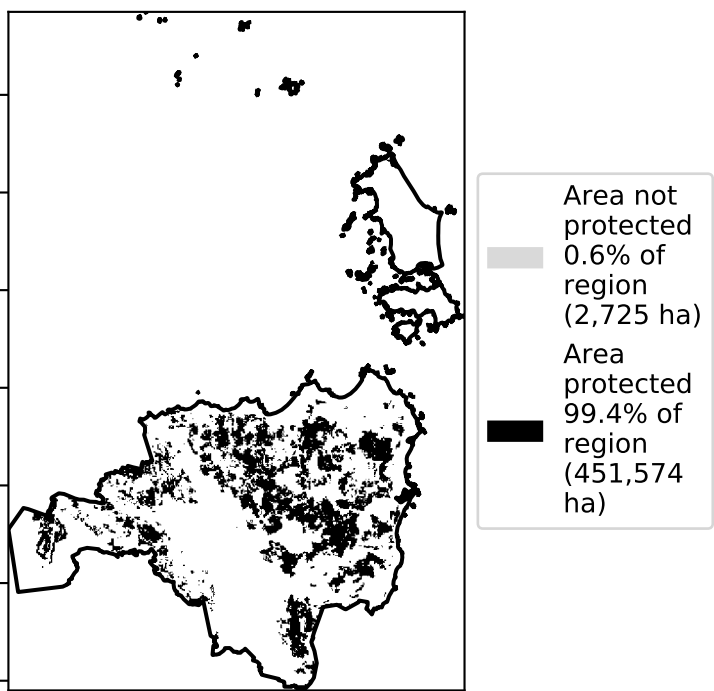 Area not
protected
0.6% of
region
(2,725 ha)
Area
protected
99.4% of
region
(451,574
ha)